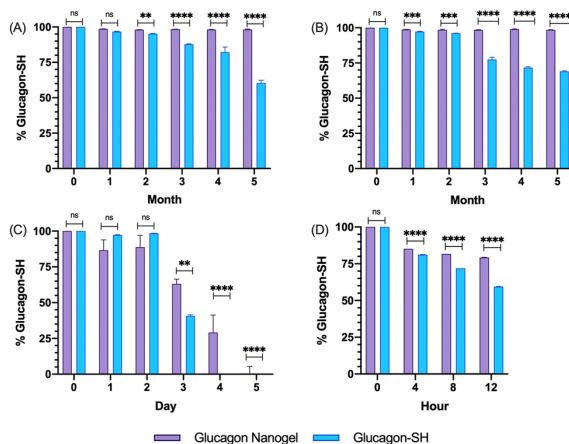 (A)
ns
ns
**
****
****
****
% Glucagon-SH
100
75
50
25
0
0 1 2 3 4 5
Month
(B)
ns
***
***
****
****
****
% Glucagon-SH
100
75
50
25
0
0 1 2 3 4 5
Month
(C)
ns
ns
ns
**
****
****
% Glucagon-SH
100
75
50
25
0
0 1 2 3 4 5
Day
(D)
ns
****
****
****
% Glucagon-SH
100
75
50
25
0
0 4 8 12
Hour
Glucagon Nanogel Glucagon-SH